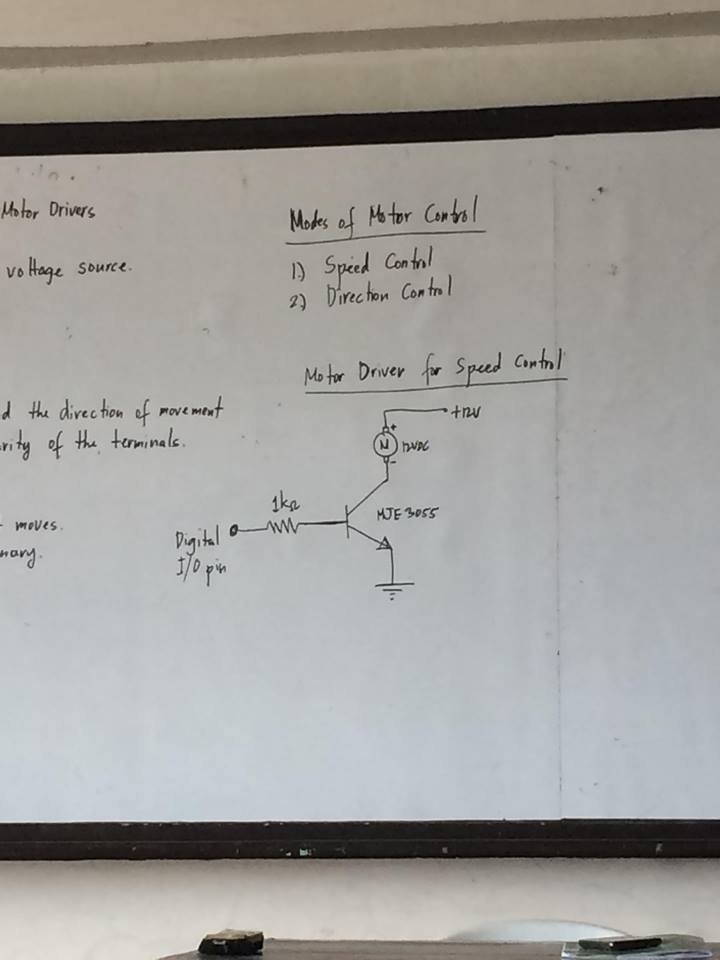 Motor Drivers
voltage source.
d the direction of movement
rity of the terminals.
moves.
nary.
Modes of Motor Control
1.) Speed Control
2.) Direction Control
Motor Driver for Speed Control
+12V
+
M 12VDC
-
1kΩ
MJE3055
Digital
I/O pin